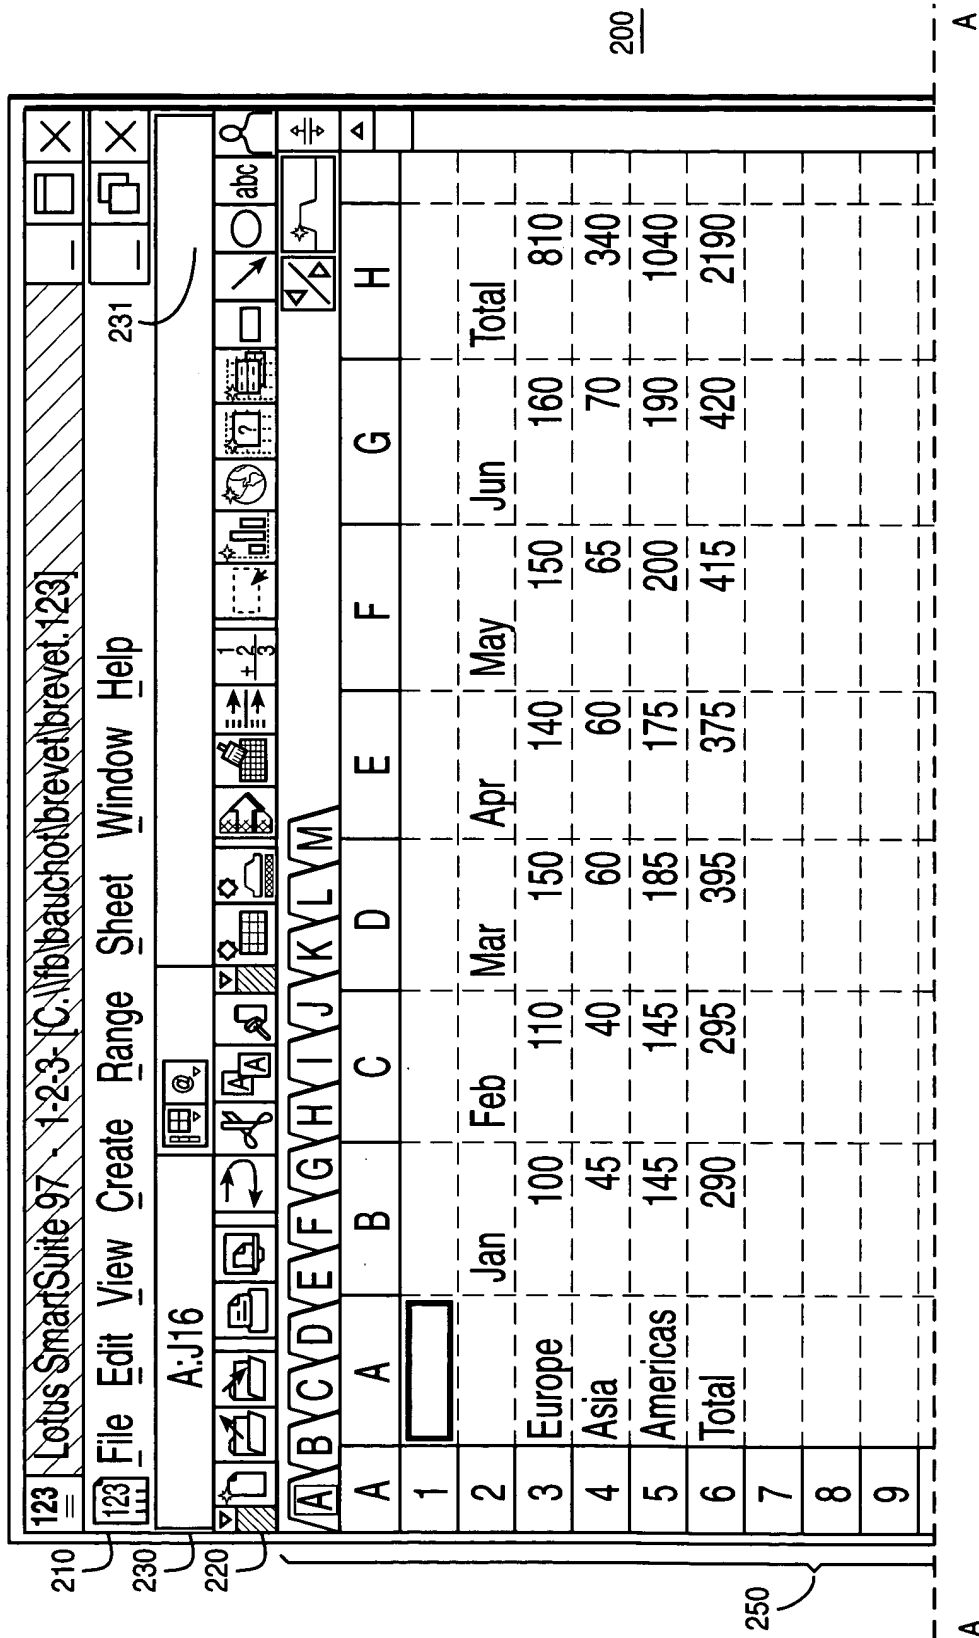 200
123 Lotus SmartSuite 97 - 1-2-3- [C.\\fb\bauchot\brevet\brevet.123]
210
123 File Edit View Create Range Sheet Window Help
231
230
A:J16 @
220
abc
1 + 2 3
?
A A
A B C D E F G H I J K L M
250
A A B C D E F G H
1
2 Jan Feb Mar Apr May Jun Total
3 Europe 100 110 150 140 150 160 810
4 Asia 45 40 60 60 65 70 340
5 Americas 145 145 185 175 200 190 1040
6 Total 290 295 395 375 415 420 2190
7
8
9
A A